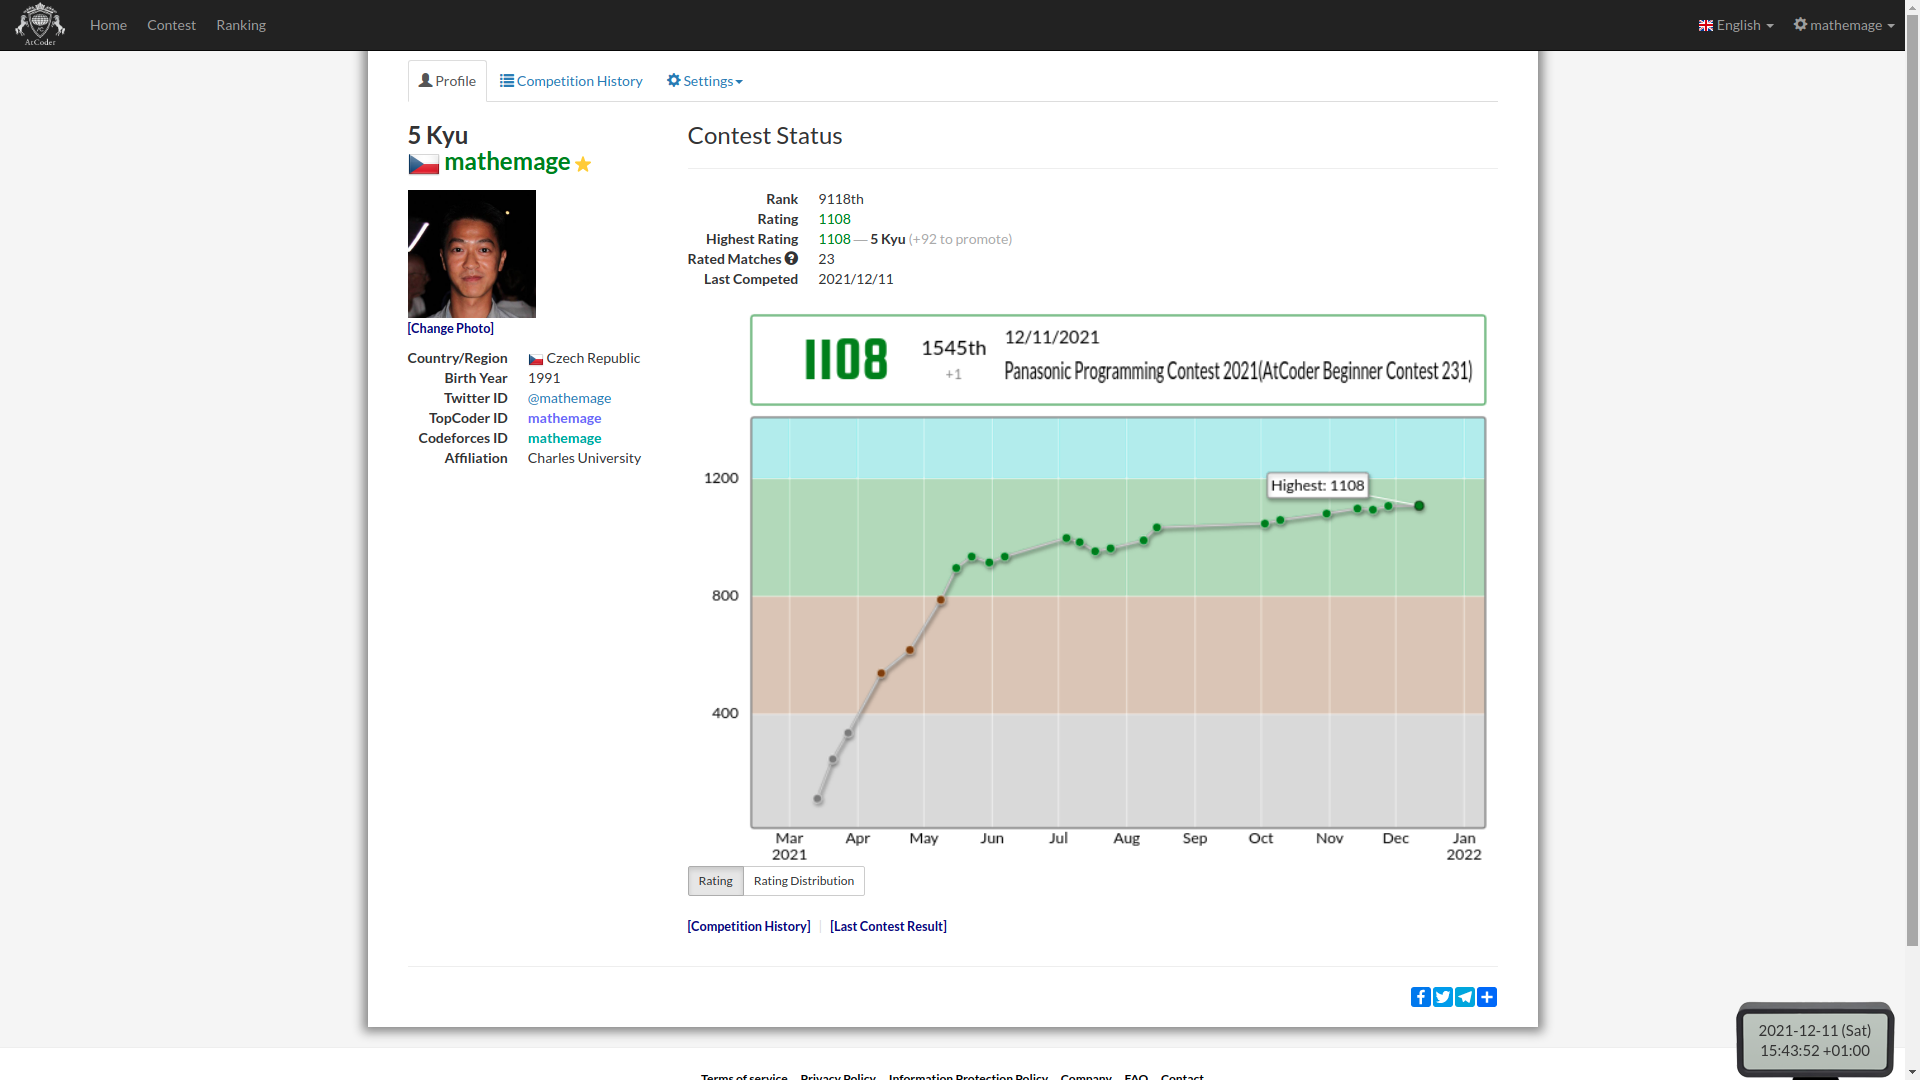 AtCoder
Home Contest Ranking English mathemage
Profile Competition History Settings
5 Kyu
mathemage
[Change Photo]
Country/Region Czech Republic
Birth Year 1991
Twitter ID @mathemage
TopCoder ID mathemage
Codeforces ID mathemage
Affiliation Charles University
Contest Status
Rank 9118th
Rating 1108
Highest Rating 1108 ― 5 Kyu (+92 to promote)
Rated Matches 23
Last Competed 2021/12/11
1108
1545th
+1
12/11/2021
Panasonic Programming Contest 2021(AtCoder Beginner Contest 231)
1200
800
400
Highest: 1108
Mar Apr May Jun Jul Aug Sep Oct Nov Dec Jan
2021 2022
Rating Rating Distribution
[Competition History] [Last Contest Result]
2021-12-11 (Sat)
15:43:52 +01:00
Terms of service Privacy Policy Information Protection Policy Company FAQ Contact